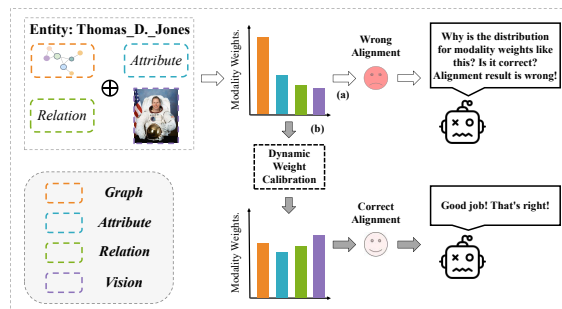 Entity: Thomas_D._Jones
Attribute
Relation
Modality Weights.
(a)
(b)
Wrong
Alignment
Why is the distribution
for modality weights like
this? Is it correct?
Alignment result is wrong!
Dynamic
Weight
Calibration
Graph
Attribute
Relation
Vision
Modality Weights.
Correct
Alignment
Good job! That's right!